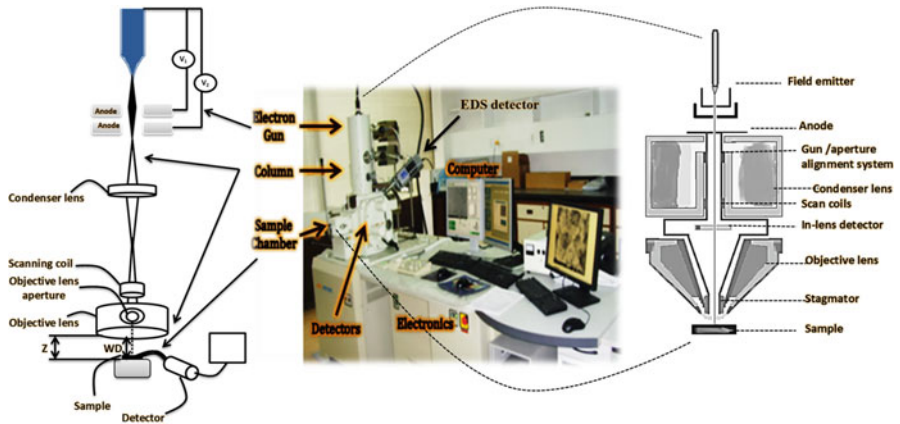 V₁
V₂
Anode
Anode
Condenser lens
Scanning coil
Objective lens
aperture
Objective lens
Z
WD
Sample
Detector
Electron
Gun
Column
Sample
Chamber
EDS detector
Computer
Detectors
Electronics
Field emitter
Anode
Gun /aperture
alignment system
Condenser lens
Scan coils
In-lens detector
Objective lens
Stagmator
Sample